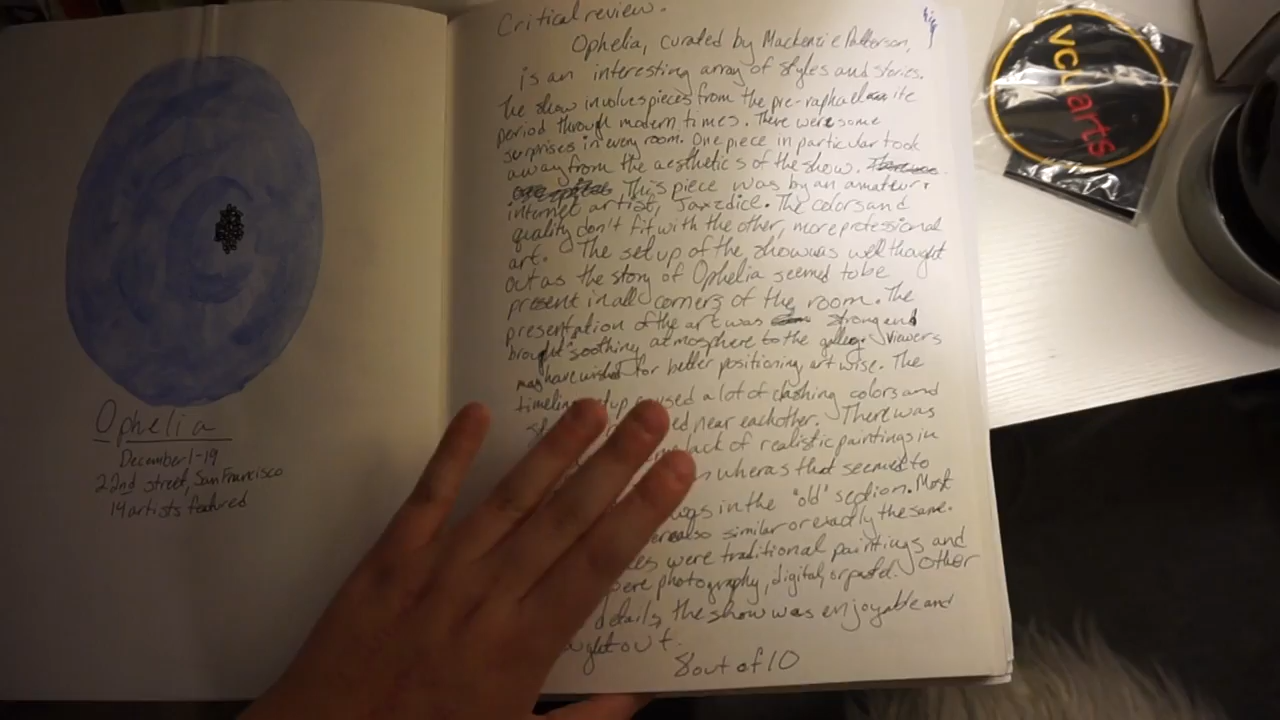 Ophelia
December 1-19
22nd street, San Francisco
14 artists featured
Critical review.
Ophelia, curated by Mackenzie Patterson,
is an interesting array of styles and stories.
The show involves pieces from the pre-raphaelite
period through modern times. There were some
surprises in every room. One piece in particular took
away from the aesthetics of the show.
This piece was by an amateur
internet artist, Jaxzdice. The colors and
quality don't fit with the other, more professional
art. The set up of the show was well thought
out as the story of Ophelia seemed to be
present in all corners of the room. The
presentation of the art was strong and
brought soothing atmosphere to the gallery. Viewers
may have wished for better positioning art wise. The
timeline set up caused a lot of clashing colors and
near eachother. There was
lack of realistic paintings in
wheras that seemed to
in the "old" section. Most
also similar or exactly the same.
were traditional paintings and
were photography, digital, or pastel. Other
details, the show was enjoyable and
out.
8 out of 10
vcu arts